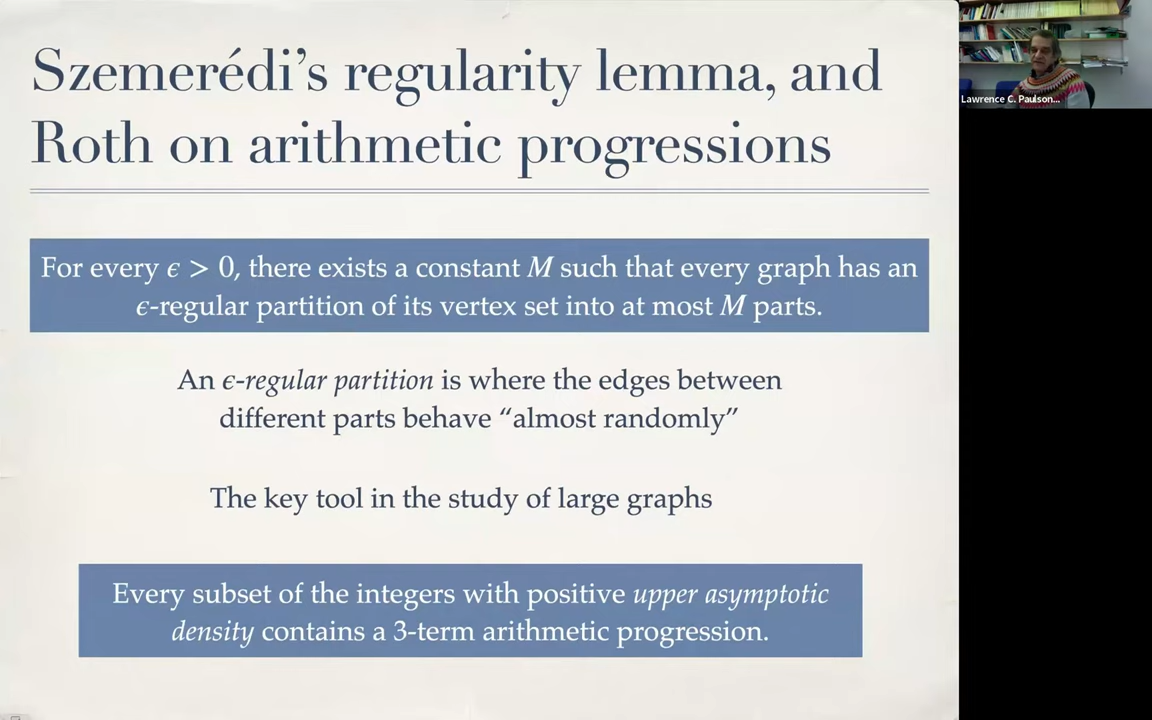 Szemerédi’s regularity lemma, and
Roth on arithmetic progressions
For every ϵ > 0, there exists a constant M such that every graph has an
ϵ-regular partition of its vertex set into at most M parts.
An ϵ-regular partition is where the edges between
different parts behave “almost randomly”
The key tool in the study of large graphs
Every subset of the integers with positive upper asymptotic
density contains a 3-term arithmetic progression.
Lawrence C. Paulson...